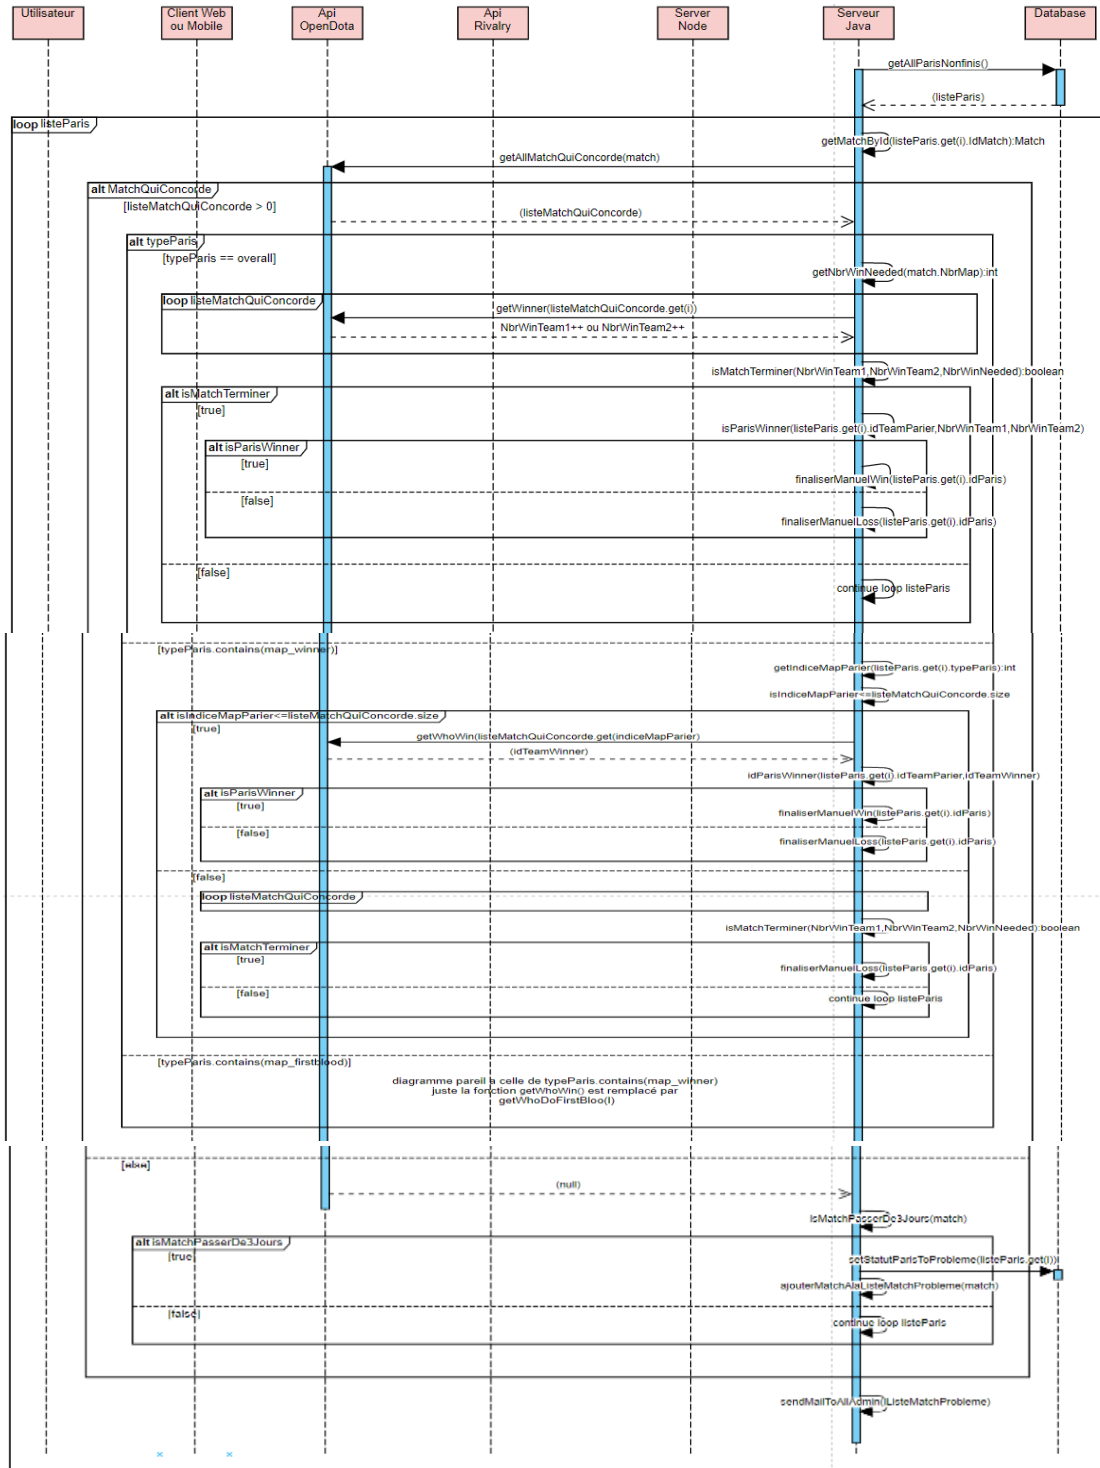 Utilisateur
Client Web
ou Mobile
Api
OpenDota
Api
Rivalry
Server
Node
Serveur
Java
Database
getAllParisNonfinis()
(listeParis)
loop listeParis
getMatchById(listeParis.get(i).IdMatch):Match
getAllMatchQuiConcorde(match)
alt MatchQuiConcorde
[listeMatchQuiConcorde > 0]
(listeMatchQuiConcorde)
alt typeParis
[typeParis == overall]
getNbrWinNeeded(match.NbrMap):int
loop listeMatchQuiConcorde
getWinner(listeMatchQuiConcorde.get(i))
NbrWinTeam1++ ou NbrWinTeam2++
isMatchTerminer(NbrWinTeam1,NbrWinTeam2,NbrWinNeeded):boolean
alt isMatchTerminer
[true]
isParisWinner(listeParis.get(i).idTeamParier,NbrWinTeam1,NbrWinTeam2)
alt isParisWinner
[true]
finaliserManuelWin(listeParis.get(i).idParis)
[false]
finaliserManuelLoss(listeParis.get(i).idParis)
[false]
continue loop listeParis
[typeParis.contains(map_winner)]
getIndiceMapParier(listeParis.get(i).typeParis):int
isIndiceMapParier<=listeMatchQuiConcorde.size
alt isIndiceMapParier<=listeMatchQuiConcorde.size
[true]
getWhoWin(listeMatchQuiConcorde.get(indiceMapParier)
(idTeamWinner)
idParisWinner(listeParis.get(i).idTeamParier,idTeamWinner)
alt isParisWinner
[true]
finaliserManuelWin(listeParis.get(i).idParis)
[false]
finaliserManuelLoss(listeParis.get(i).idParis)
[false]
loop listeMatchQuiConcorde
isMatchTerminer(NbrWinTeam1,NbrWinTeam2,NbrWinNeeded):boolean
alt isMatchTerminer
[true]
finaliserManuelLoss(listeParis.get(i).idParis)
[false]
continue loop listeParis
[typeParis.contains(map_firstblood)]
diagramme pareil a celle de typeParis.contains(map_winner)
juste la fonction getWhoWin() est remplacé par
getWhoDoFirstBloo(I)
[else]
(null)
isMatchPasserDe3Jours(match)
alt isMatchPasserDe3Jours
[true]
setStatutParisToProbleme(listeParis.get(i))
ajouterMatchAlaListeMatchProbleme(match)
[false]
continue loop listeParis
sendMailToAllAdmin(lListeMatchProbleme)